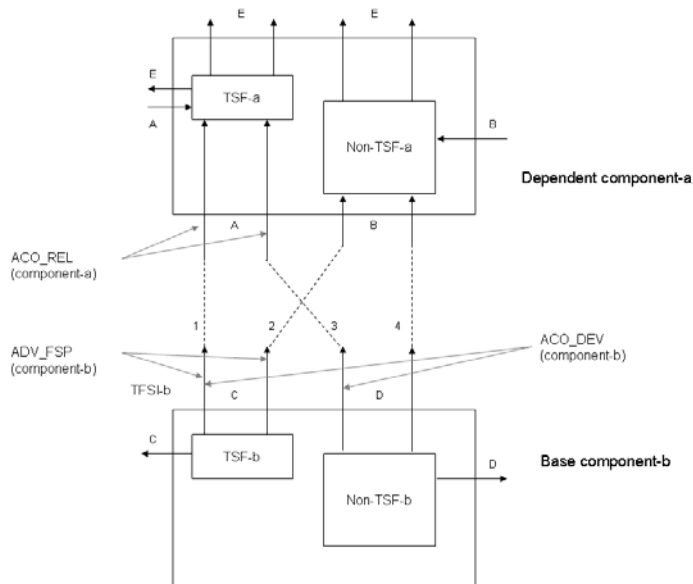 E
E
E
TSF-a
A
B
Non-TSF-a
Dependent component-a
A
B
ACO_REL
(component-a)
1
2
3
4
ACO_DEV
(component-b)
ADV_FSP
(component-b)
TFSI-b
C
D
C
TSF-b
Base component-b
D
Non-TSF-b